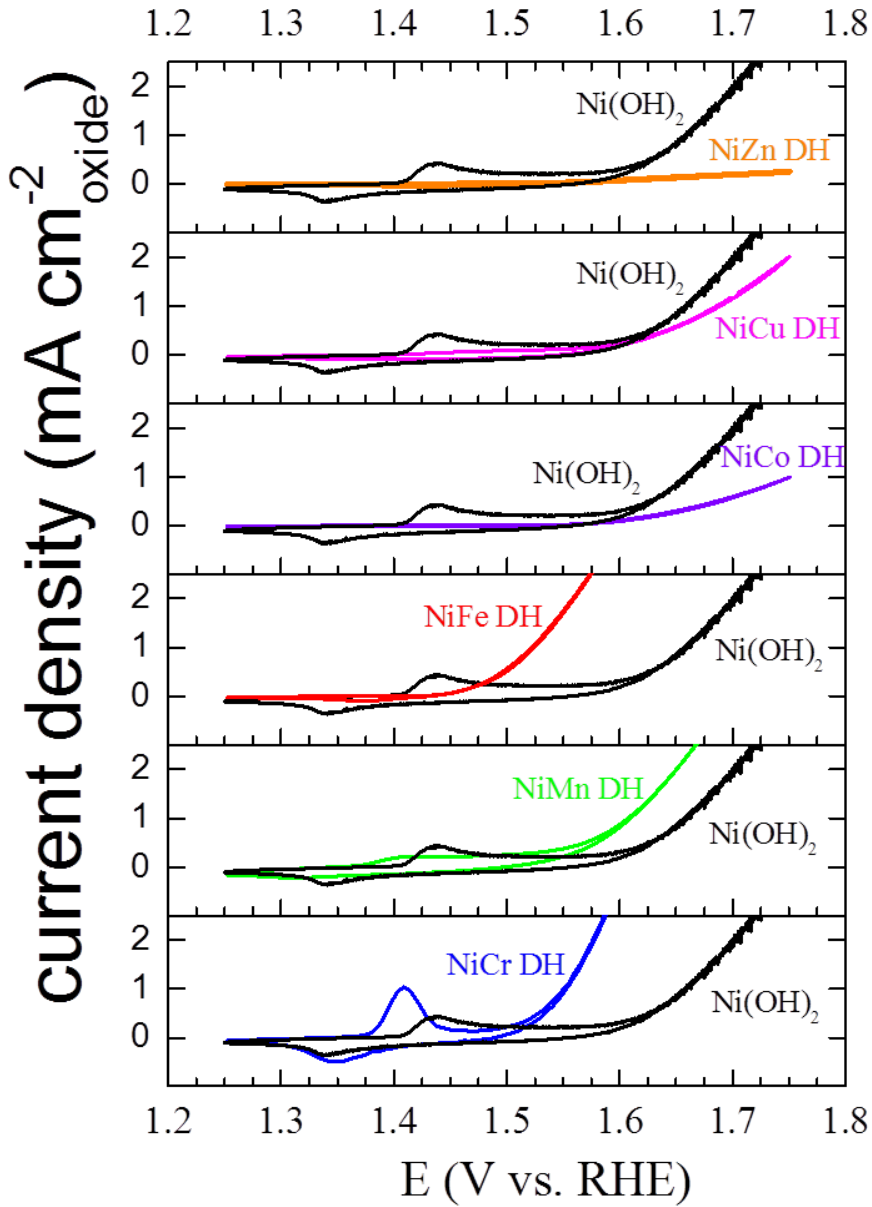 1.2 1.3 1.4 1.5 1.6 1.7 1.8
current density (mA cm-2oxide)
2
1
0
Ni(OH)2
NiZn DH
2
1
0
Ni(OH)2
NiCu DH
2
1
0
Ni(OH)2
NiCo DH
2
1
0
NiFe DH
Ni(OH)2
2
1
0
NiMn DH
Ni(OH)2
2
1
0
NiCr DH
Ni(OH)2
1.2 1.3 1.4 1.5 1.6 1.7 1.8
E (V vs. RHE)